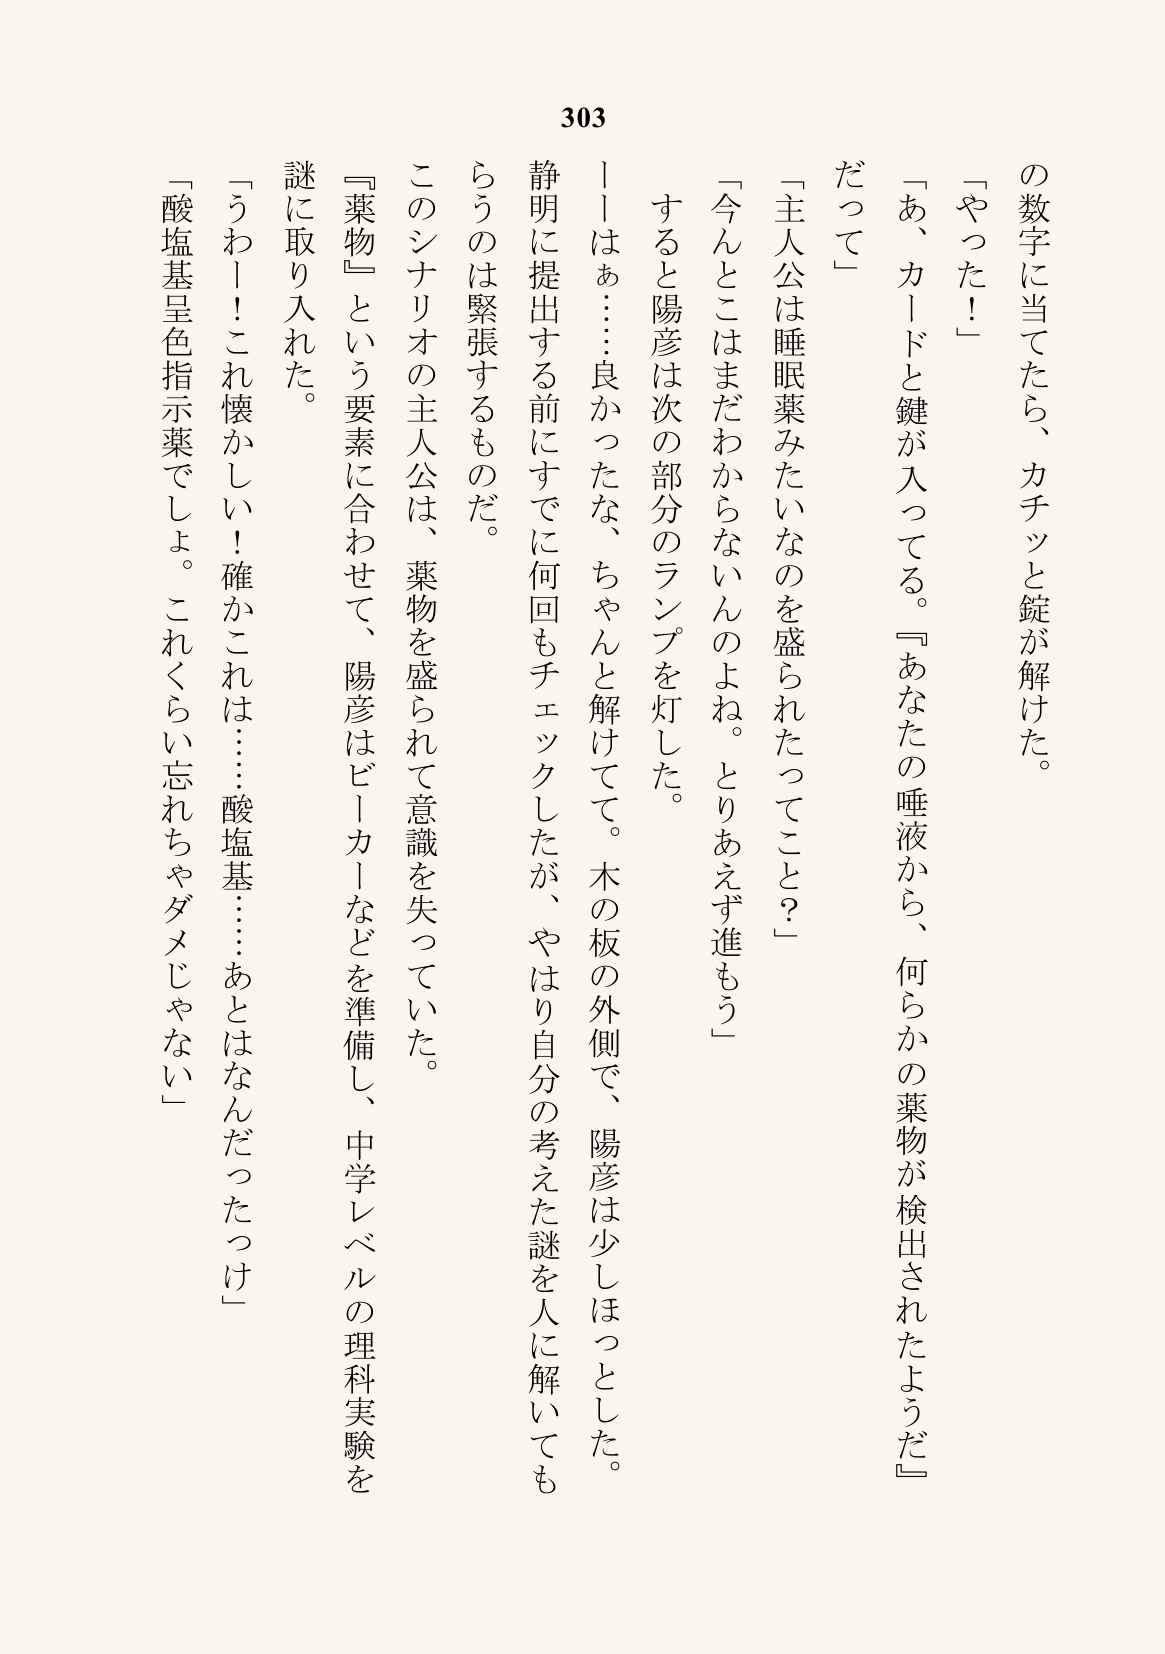 303
の数字に当てたら、カチッと錠が解けた。
「やった！」
「あ、カードと鍵が入ってる。『あなたの唾液から、何らかの薬物が検出されたようだ』
だって」
「主人公は睡眠薬みたいなのを盛られたってこと？」
「今んとこはまだわからないんのよね。とりあえず進もう」
　すると陽彦は次の部分のランプを灯した。
ーーはぁ……良かったな、ちゃんと解けてて。木の板の外側で、陽彦は少しほっとした。
静明に提出する前にすでに何回もチェックしたが、やはり自分の考えた謎を人に解いても
らうのは緊張するものだ。
このシナリオの主人公は、薬物を盛られて意識を失っていた。
『薬物』という要素に合わせて、陽彦はビーカーなどを準備し、中学レベルの理科実験を
謎に取り入れた。
「うわー！これ懐かしい！確かこれは……酸塩基……あとはなんだったっけ」
「酸塩基呈色指示薬でしょ。これくらい忘れちゃダメじゃない」